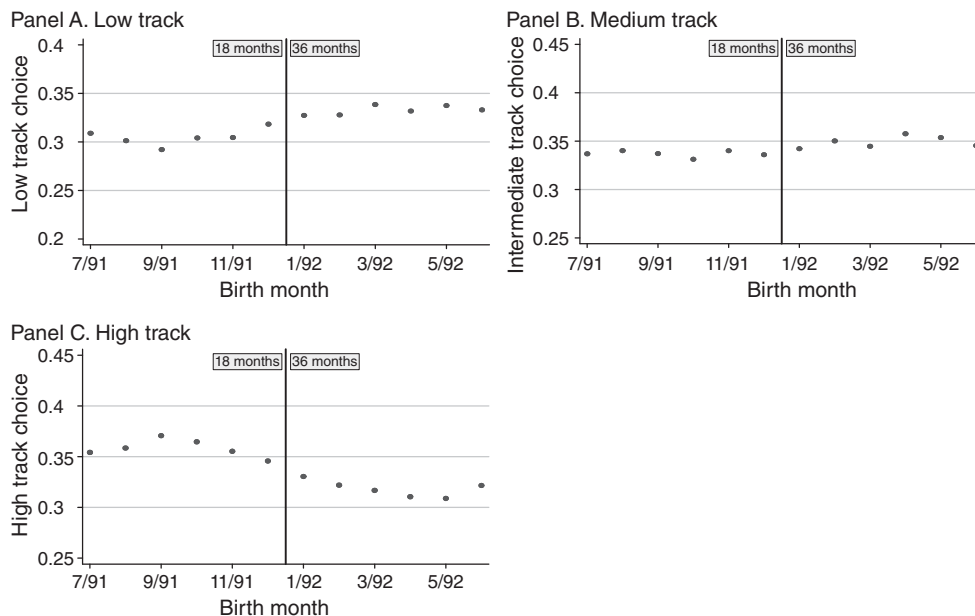 Panel A. Low track
0.4
0.35
0.3
0.25
0.2
Low track choice
18 months 36 months
7/91 9/91 11/91 1/92 3/92 5/92
Birth month
Panel B. Medium track
0.45
0.4
0.35
0.3
0.25
Intermediate track choice
18 months 36 months
7/91 9/91 11/91 1/92 3/92 5/92
Birth month
Panel C. High track
0.45
0.4
0.35
0.3
0.25
High track choice
18 months 36 months
7/91 9/91 11/91 1/92 3/92 5/92
Birth month